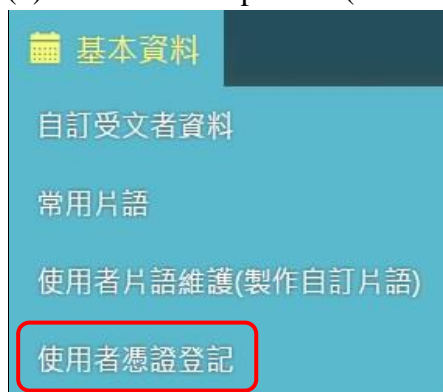 基本資料
自訂受文者資料
常用片語
使用者片語維護(製作自訂片語)
使用者憑證登記